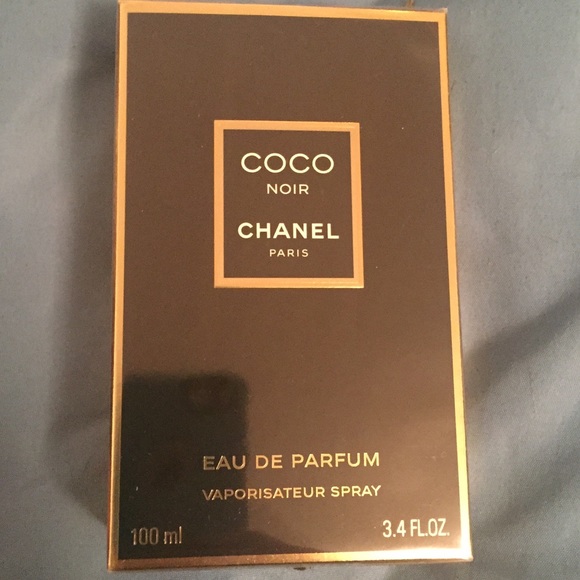 COCO
NOIR
CHANEL
PARIS
EAU DE PARFUM
VAPORISATEUR SPRAY
100 ml 3.4 FL.OZ.